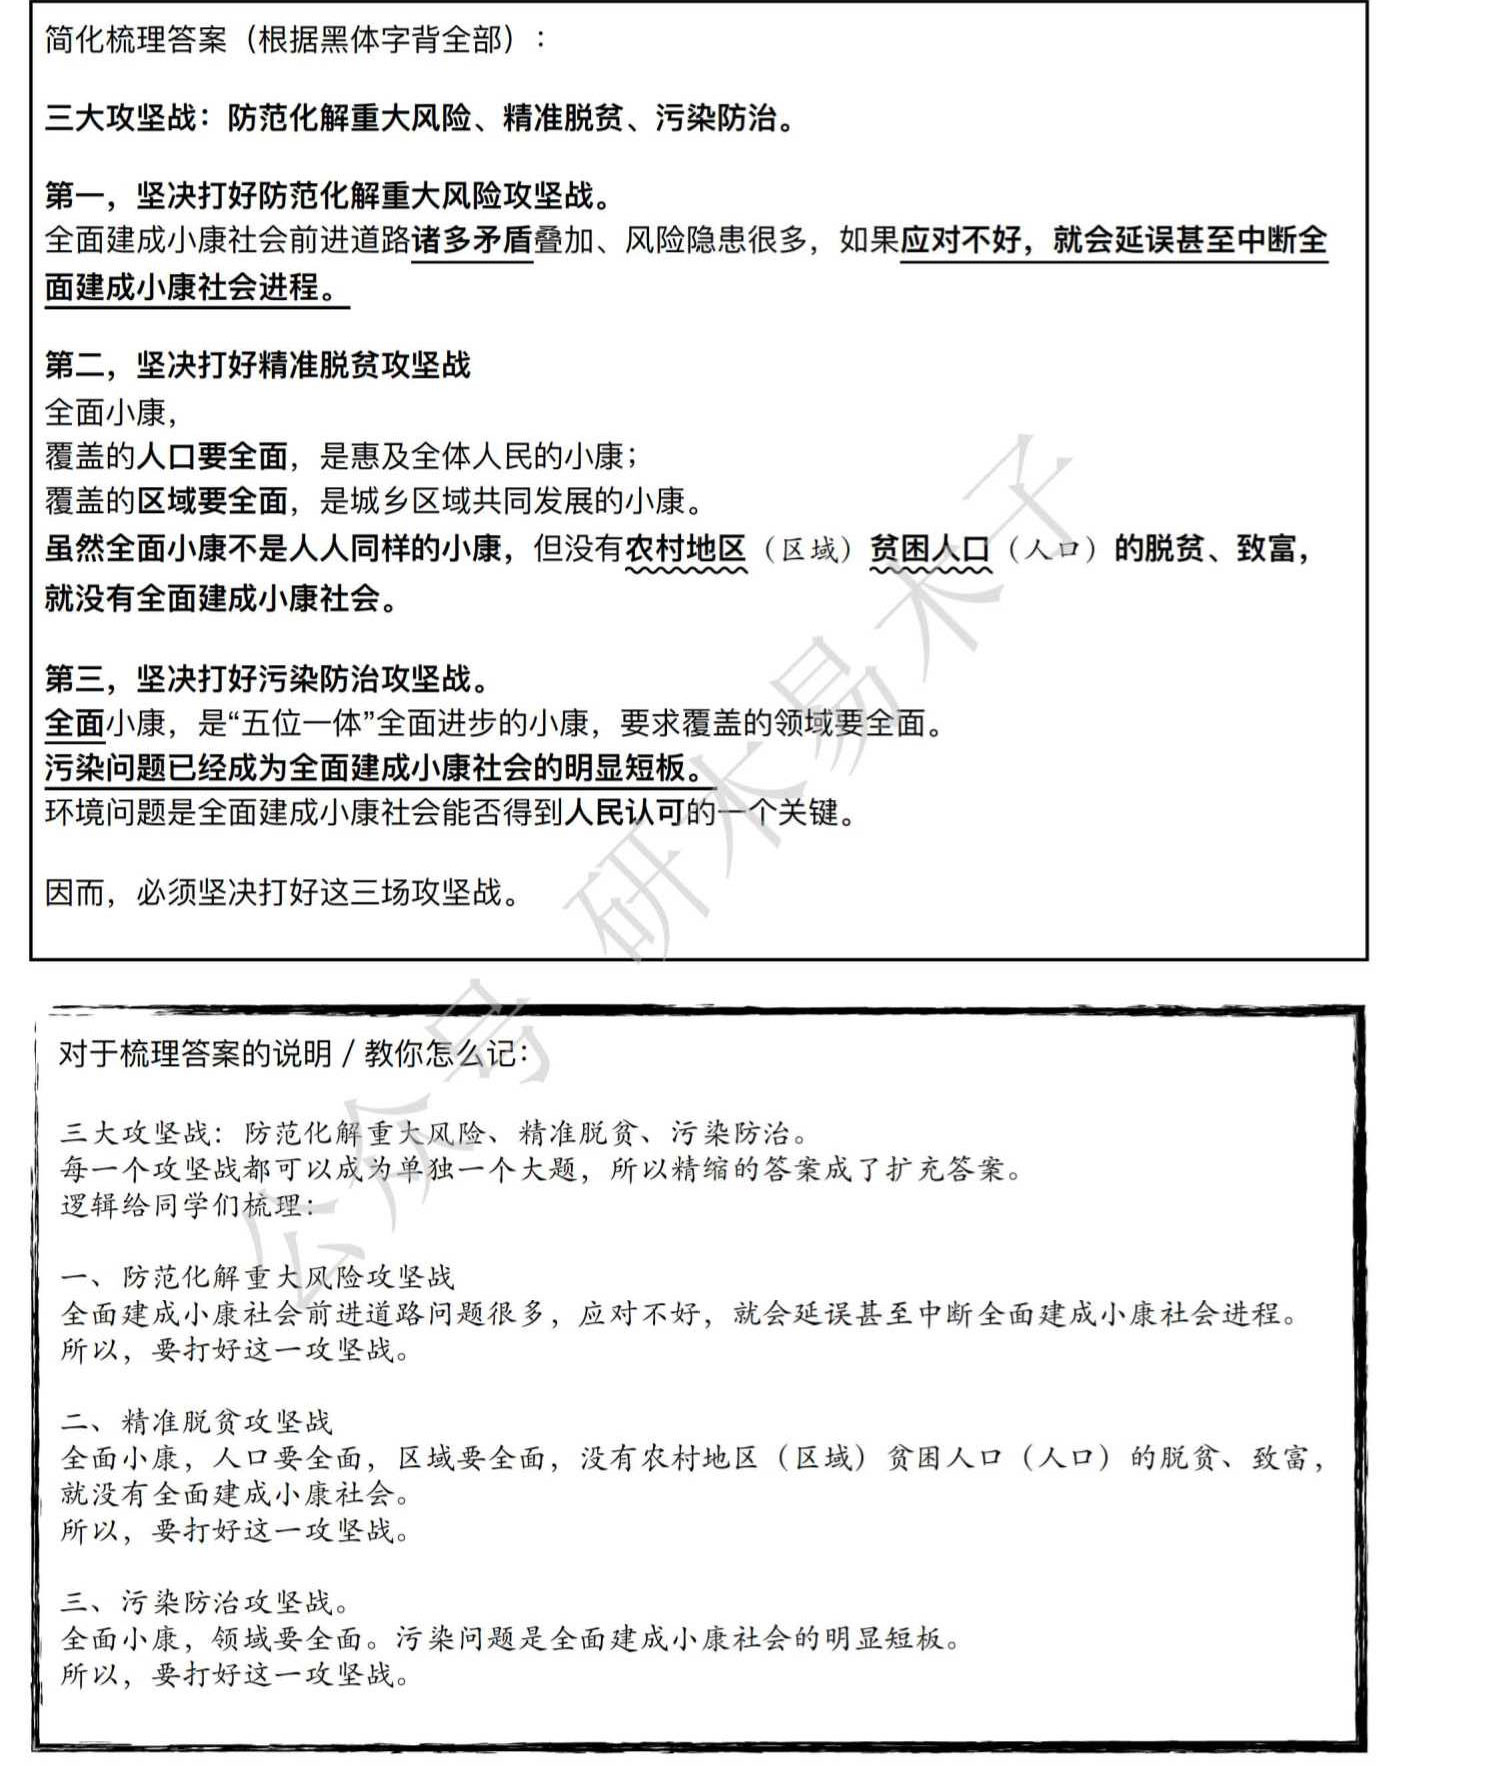 简化梳理答案（根据黑体字背全部）：
三大攻坚战：防范化解重大风险、精准脱贫、污染防治。
第一，坚决打好防范化解重大风险攻坚战。
全面建成小康社会前进道路诸多矛盾叠加、风险隐患很多，如果应对不好，就会延误甚至中断全
面建成小康社会进程。
第二，坚决打好精准脱贫攻坚战
全面小康，
覆盖的人口要全面，是惠及全体人民的小康；
覆盖的区域要全面，是城乡区域共同发展的小康。
虽然全面小康不是人人同样的小康，但没有农村地区（区域）贫困人口（人口）的脱贫、致富，
就没有全面建成小康社会。
第三，坚决打好污染防治攻坚战。
全面小康，是“五位一体”全面进步的小康，要求覆盖的领域要全面。
污染问题已经成为全面建成小康社会的明显短板。
环境问题是全面建成小康社会能否得到人民认可的一个关键。
因而，必须坚决打好这三场攻坚战。
对于梳理答案的说明 / 教你怎么记：
三大攻坚战：防范化解重大风险、精准脱贫、污染防治。
每一个攻坚战都可以成为单独一个大题，所以精缩的答案成了扩充答案。
逻辑给同学们梳理：
一、防范化解重大风险攻坚战
全面建成小康社会前进道路问题很多，应对不好，就会延误甚至中断全面建成小康社会进程。
所以，要打好这一攻坚战。
二、精准脱贫攻坚战
全面小康，人口要全面，区域要全面，没有农村地区（区域）贫困人口（人口）的脱贫、致富，
就没有全面建成小康社会。
所以，要打好这一攻坚战。
三、污染防治攻坚战。
全面小康，领域要全面。污染问题是全面建成小康社会的明显短板。
所以，要打好这一攻坚战。
公众号 研木易木子